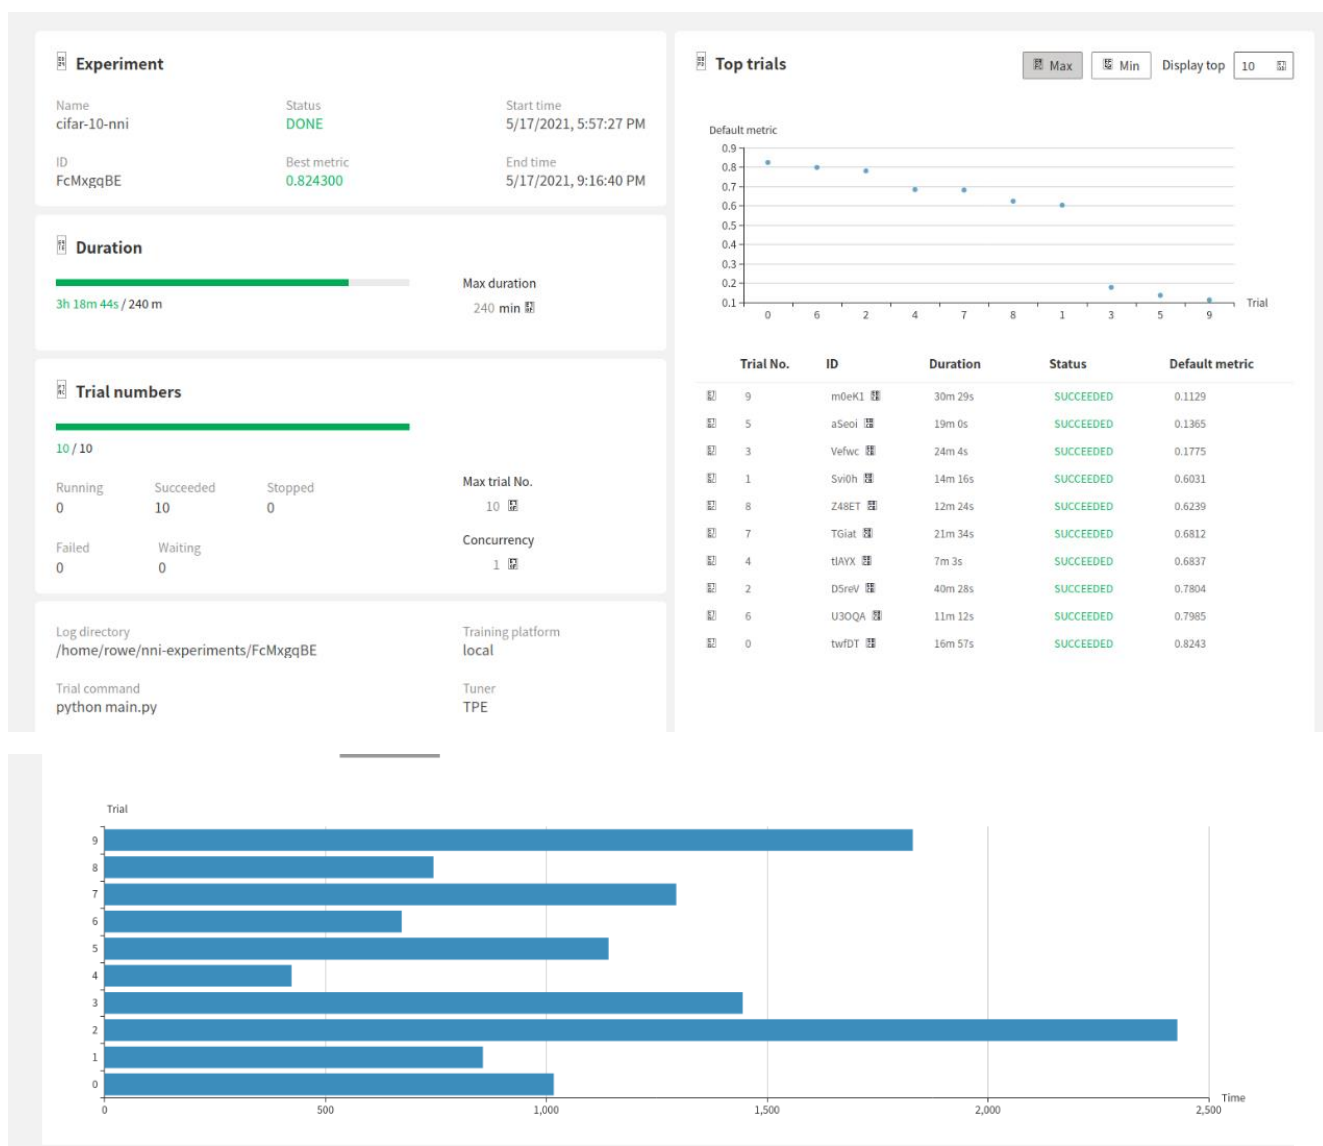 Experiment
Name
cifar-10-nni
Status
DONE
Start time
5/17/2021, 5:57:27 PM
ID
FcMxgqBE
Best metric
0.824300
End time
5/17/2021, 9:16:40 PM
Duration
3h 18m 44s / 240 m
Max duration
240 min
Trial numbers
10 / 10
Running
0
Succeeded
10
Stopped
0
Failed
0
Waiting
0
Max trial No.
10
Concurrency
1
Log directory
/home/rowe/nni-experiments/FcMxgqBE
Training platform
local
Trial command
python main.py
Tuner
TPE
Top trials
Max
Min
Display top
10
Default metric
0.9
0.8
0.7
0.6
0.5
0.4
0.3
0.2
0.1
0 6 2 4 7 8 1 3 5 9
Trial
Trial No. ID Duration Status Default metric
9 m0eK1 30m 29s SUCCEEDED 0.1129
5 aSeoi 19m 0s SUCCEEDED 0.1365
3 Vefwc 24m 4s SUCCEEDED 0.1775
1 Svi0h 14m 16s SUCCEEDED 0.6031
8 Z48ET 12m 24s SUCCEEDED 0.6239
7 TGiat 21m 34s SUCCEEDED 0.6812
4 tlAYX 7m 3s SUCCEEDED 0.6837
2 D5reV 40m 28s SUCCEEDED 0.7804
6 U3OQA 11m 12s SUCCEEDED 0.7985
0 twfDT 16m 57s SUCCEEDED 0.8243
Trial
9
8
7
6
5
4
3
2
1
0
0 500 1,000 1,500 2,000 2,500
Time